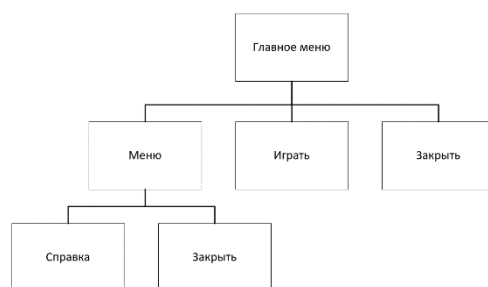 Главное меню
Меню
Играть
Закрыть
Справка
Закрыть